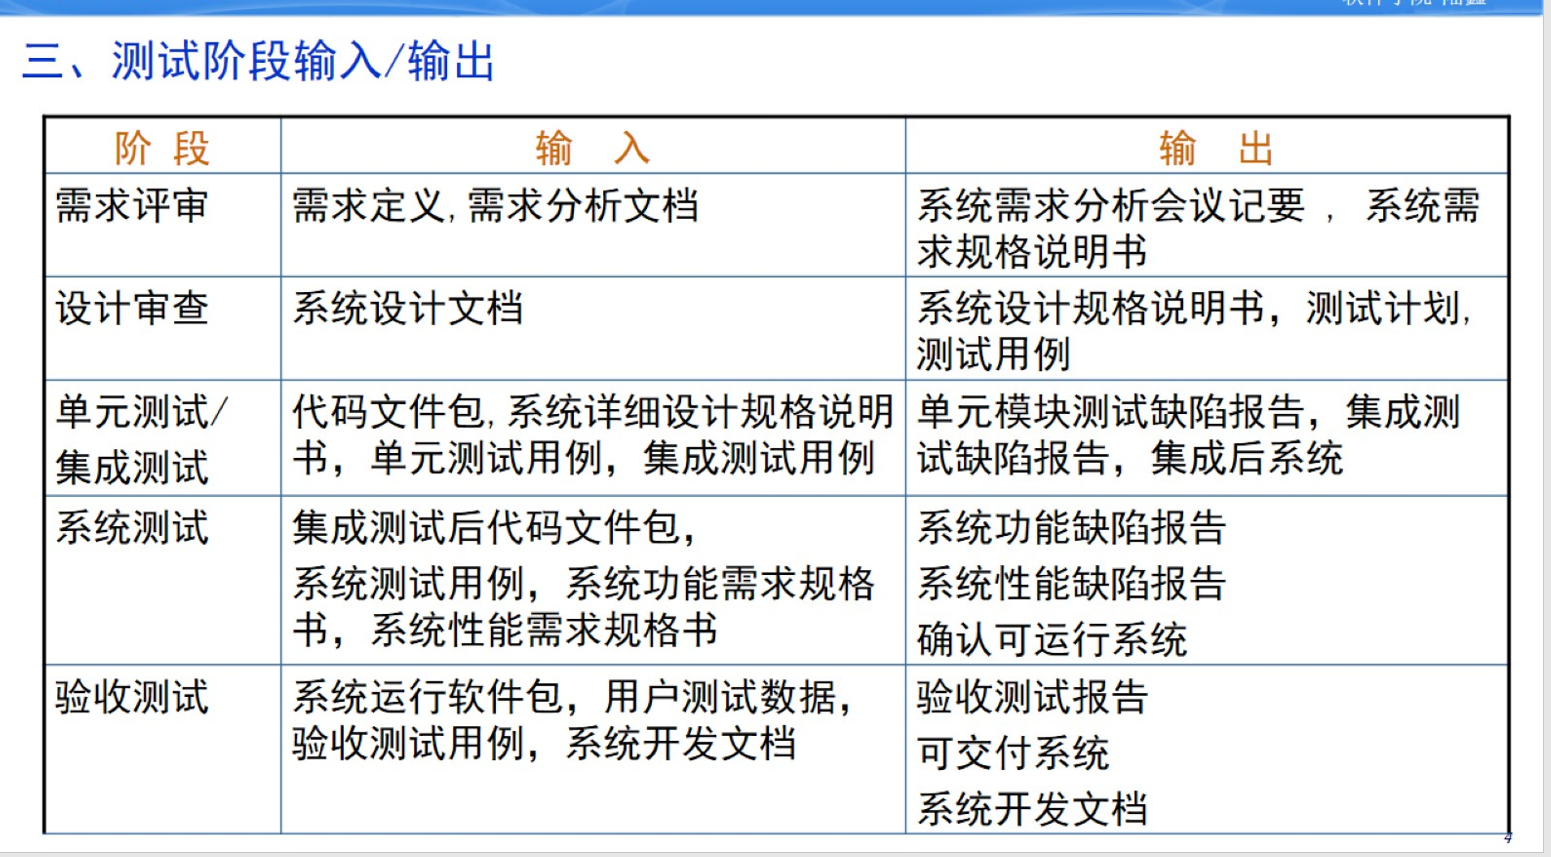 三、测试阶段输入/输出
阶 段
输 入
输 出
需求评审
需求定义,需求分析文档
系统需求分析会议记要 , 系统需
求规格说明书
设计审查
系统设计文档
系统设计规格说明书，测试计划,
测试用例
单元测试/
集成测试
代码文件包,系统详细设计规格说明
书，单元测试用例，集成测试用例
单元模块测试缺陷报告，集成测
试缺陷报告，集成后系统
系统测试
集成测试后代码文件包，
系统测试用例，系统功能需求规格
书，系统性能需求规格书
系统功能缺陷报告
系统性能缺陷报告
确认可运行系统
验收测试
系统运行软件包，用户测试数据，
验收测试用例，系统开发文档
验收测试报告
可交付系统
系统开发文档
4